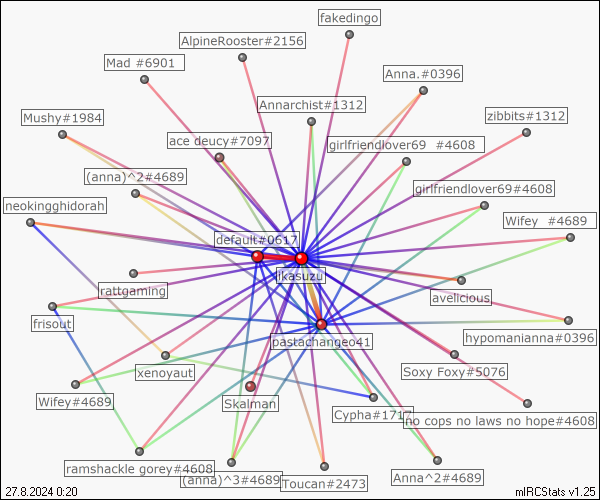 fakedingo
AlpineRooster#2156
Mad #6901
Anna.#0396
Annarchist#1312
Mushy#1984
zibbits#1312
ace deucy#7097
girlfriendlover69 #4608
(anna)^2#4689
girlfriendlover69#4608
neokingghidorah
Wifey #4689
default#0617
ikasuzu
rattgaming
avelicious
frisout
pastachangeo41
hypomanianna#0396
xenoyaut
Soxy Foxy#5076
Wifey#4689
Skalman
Cypha#1717
no cops no laws no hope#4608
ramshackle gorey#4608
(anna)^3#4689
Toucan#2473
Anna^2#4689
27.8.2024 0:20
mIRCStats v1.25